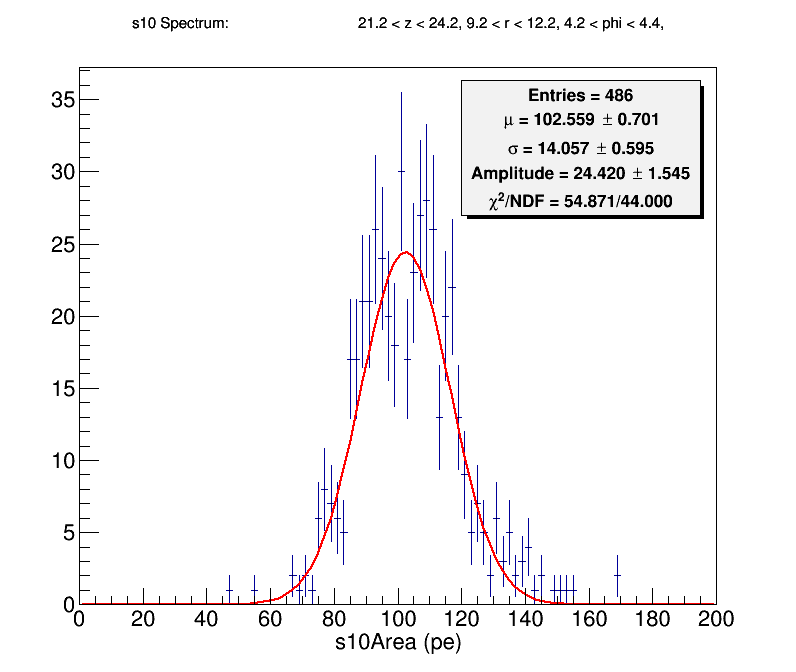 s10 Spectrum: 21.2 < z < 24.2, 9.2 < r < 12.2, 4.2 < phi < 4.4,
Entries = 486
μ = 102.559 ± 0.701
σ = 14.057 ± 0.595
Amplitude = 24.420 ± 1.545
χ²/NDF = 54.871/44.000
35
30
25
20
15
10
5
0
0 20 40 60 80 100 120 140 160 180 200
s10Area (pe)